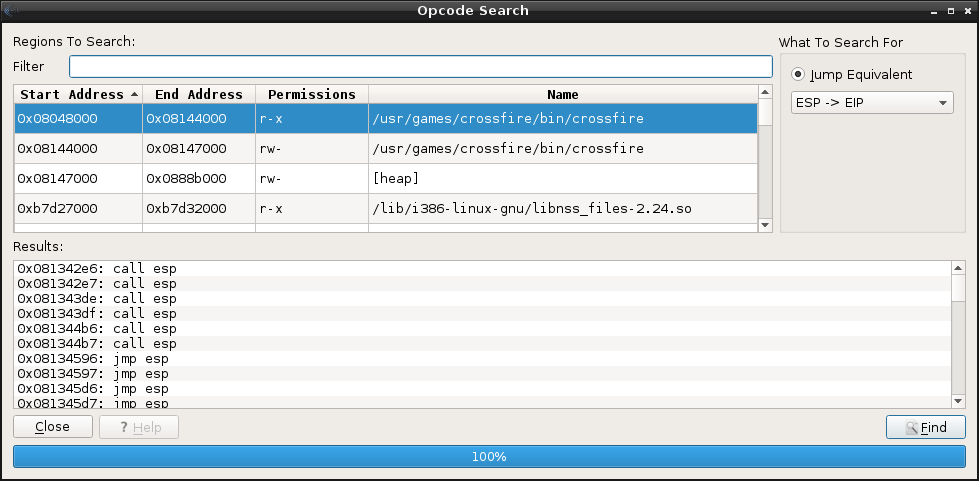 Opcode Search
Regions To Search:
What To Search For
Filter
Jump Equivalent
ESP -> EIP
Start Address End Address Permissions Name
0x08048000 0x08144000 r-x /usr/games/crossfire/bin/crossfire
0x08144000 0x08147000 rw- /usr/games/crossfire/bin/crossfire
0x08147000 0x0888b000 rw- [heap]
0xb7d27000 0xb7d32000 r-x /lib/i386-linux-gnu/libnss_files-2.24.so
Results:
0x081342e6: call esp
0x081342e7: call esp
0x081343de: call esp
0x081343df: call esp
0x081344b6: call esp
0x081344b7: call esp
0x08134596: jmp esp
0x08134597: jmp esp
0x081345d6: jmp esp
0x081345d7: jmp esp
Close ? Help Find
100%